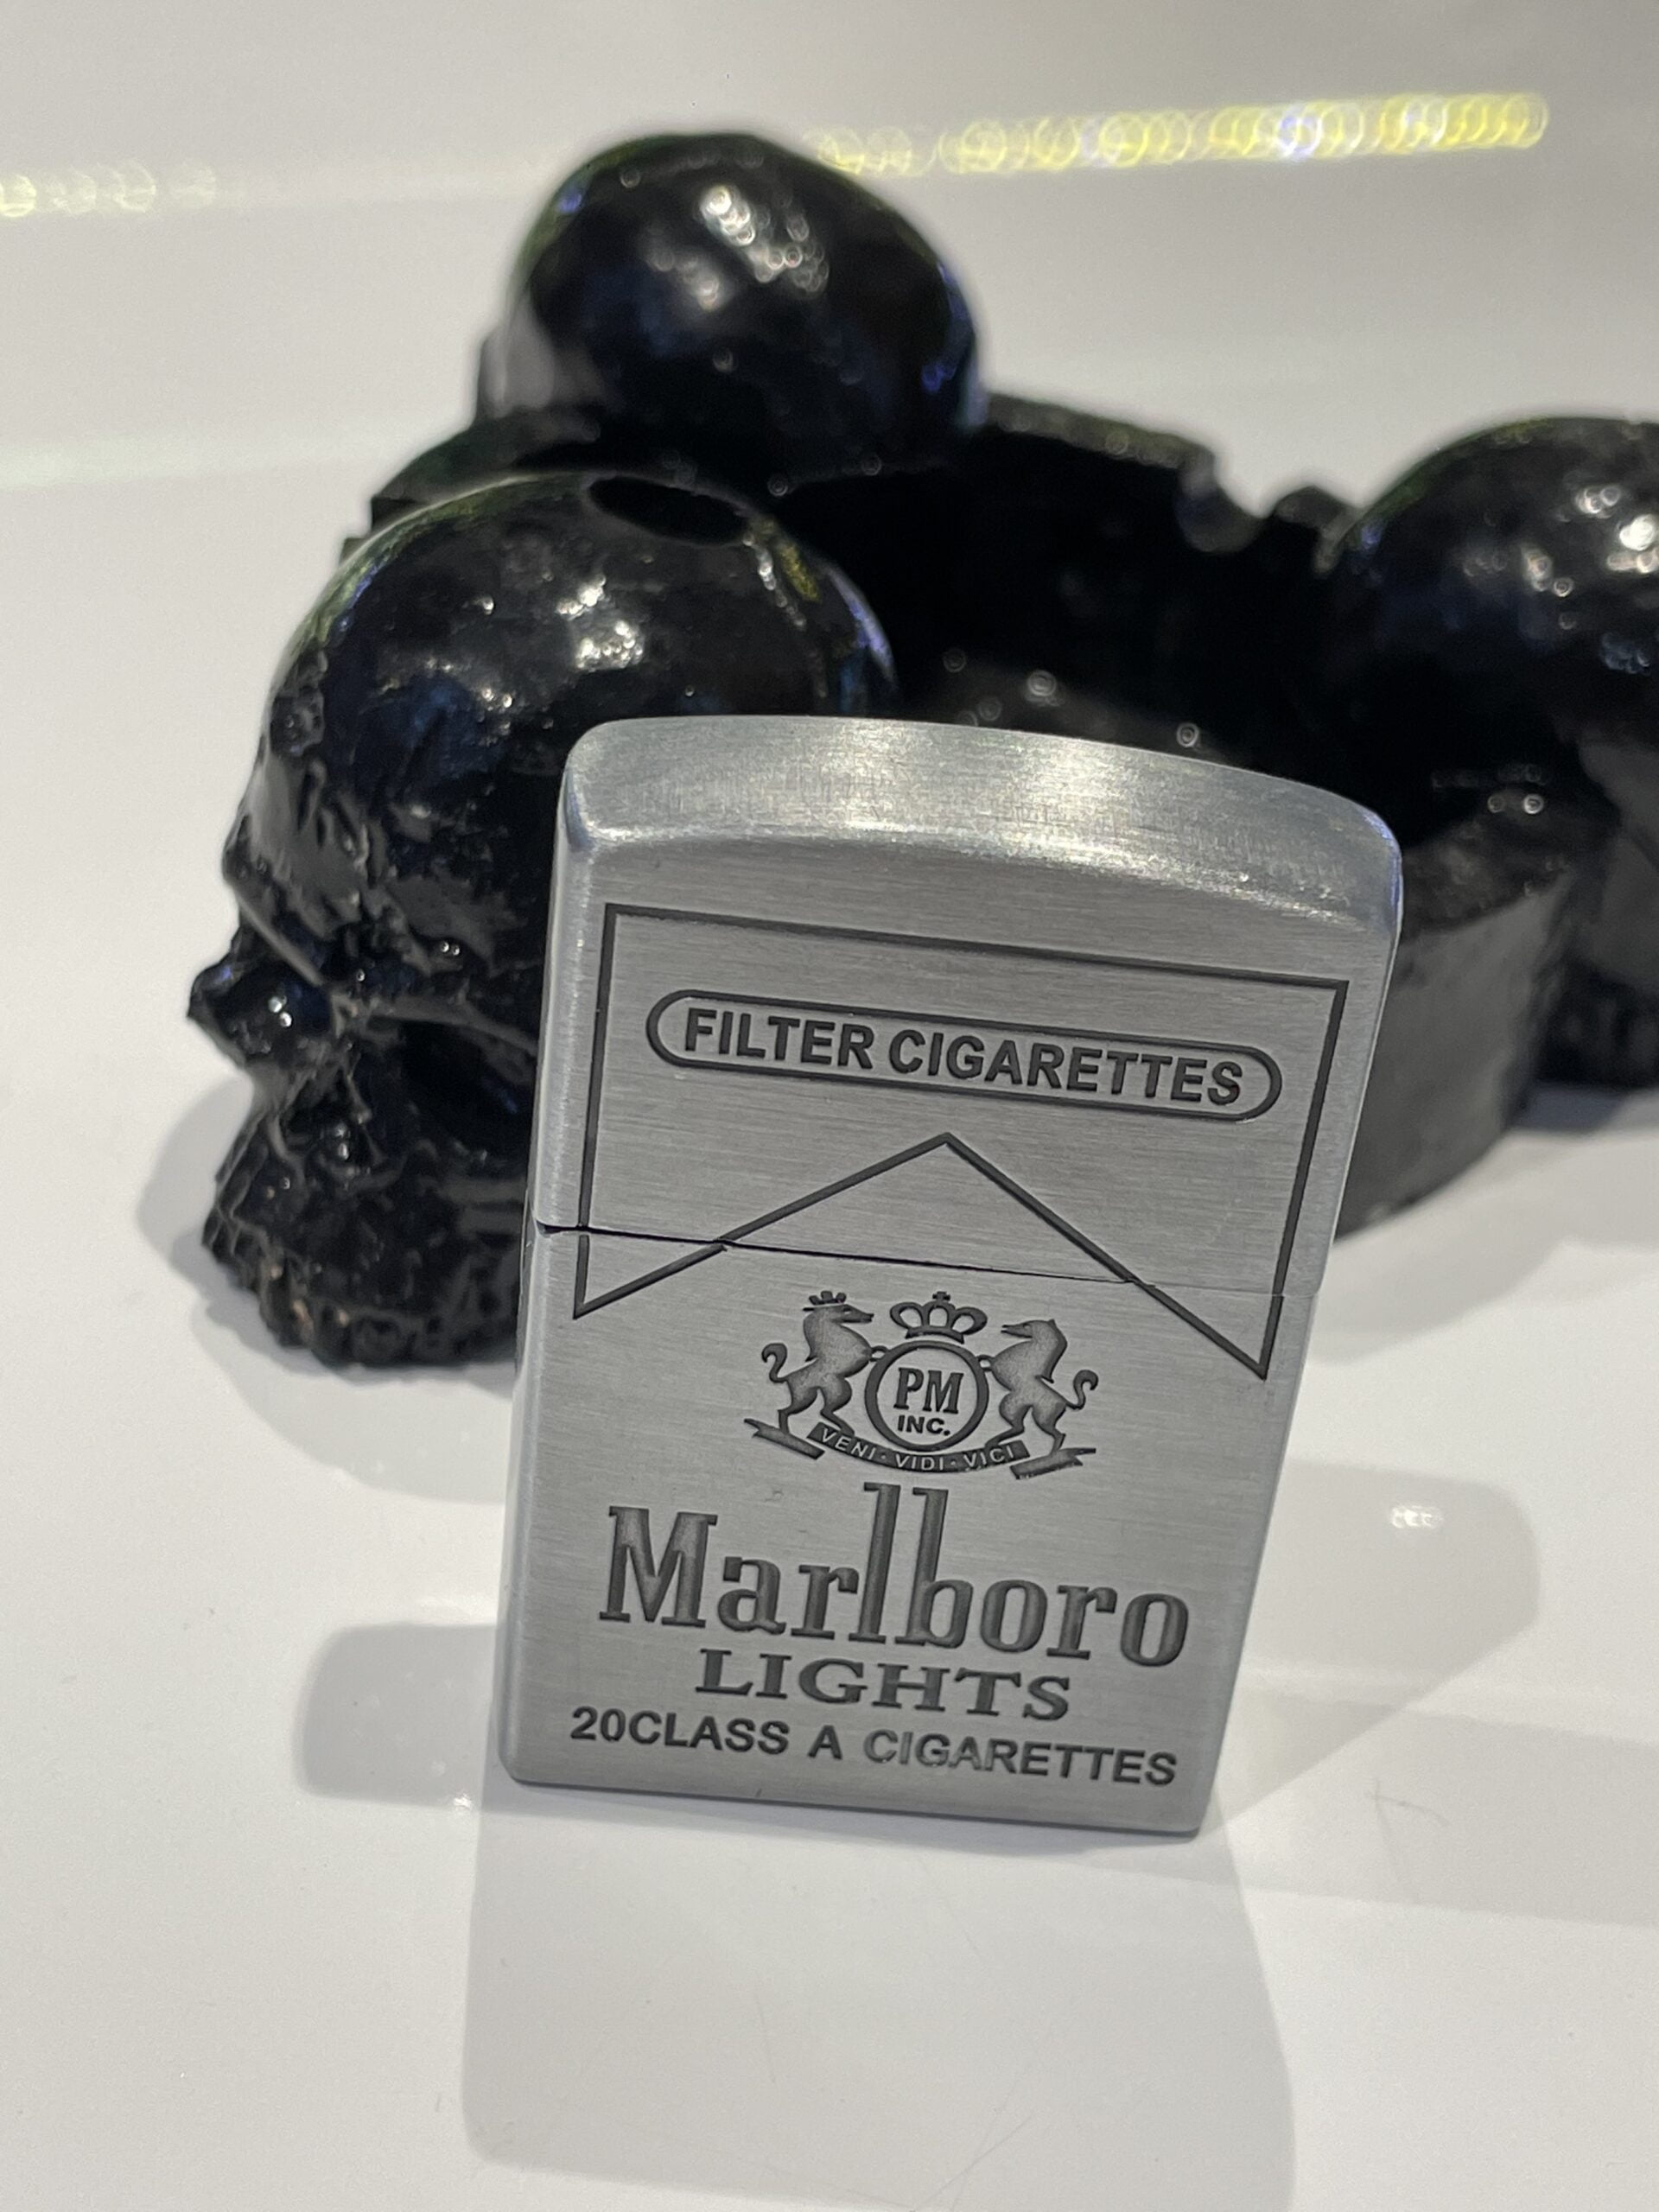 FILTER CIGARETTES
PM
INC.
VENI·VIDI·VICI
Marlboro
LIGHTS
20CLASS A CIGARETTES